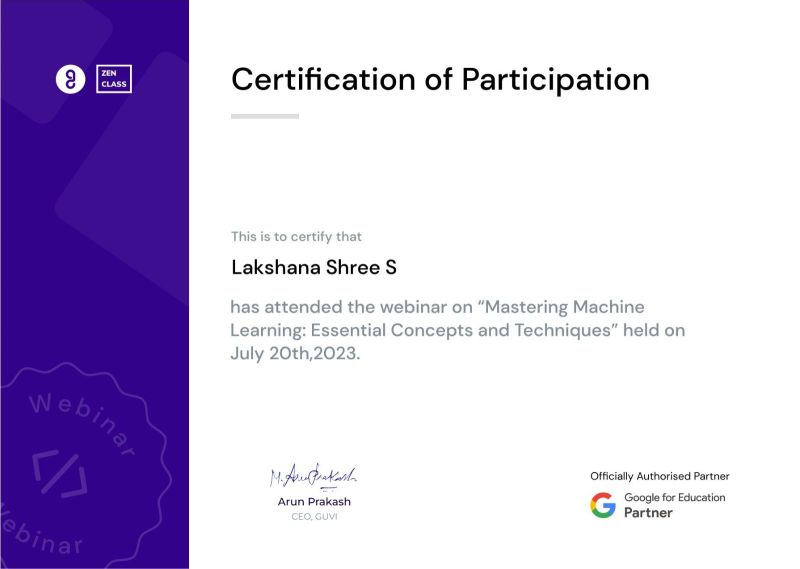 ZEN
CLASS
Certification of Participation
This is to certify that
Lakshana Shree S
has attended the webinar on “Mastering Machine
Learning: Essential Concepts and Techniques” held on
July 20th,2023.
Webinar
</>
Webinar
M. ArunPrakash
Arun Prakash
CEO, GUVI
Officially Authorised Partner
Google for Education
Partner